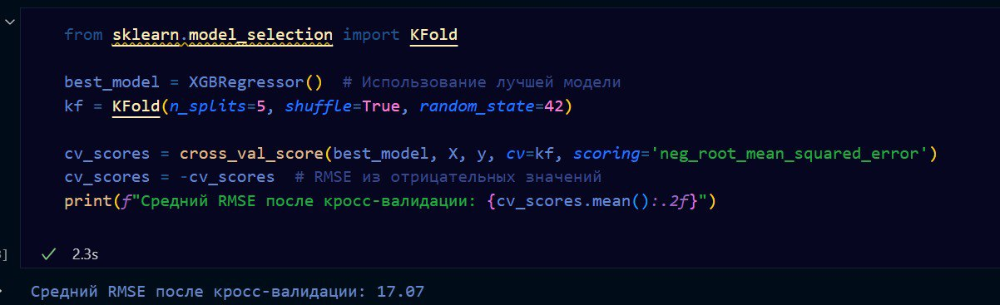 from sklearn.model_selection import KFold
best_model = XGBRegressor()  # Использование лучшей модели
kf = KFold(n_splits=5, shuffle=True, random_state=42)
cv_scores = cross_val_score(best_model, X, y, cv=kf, scoring='neg_root_mean_squared_error')
cv_scores = -cv_scores  # RMSE из отрицательных значений
print(f"Средний RMSE после кросс-валидации: {cv_scores.mean():.2f}")
]
2.3s
Средний RMSE после кросс-валидации: 17.07